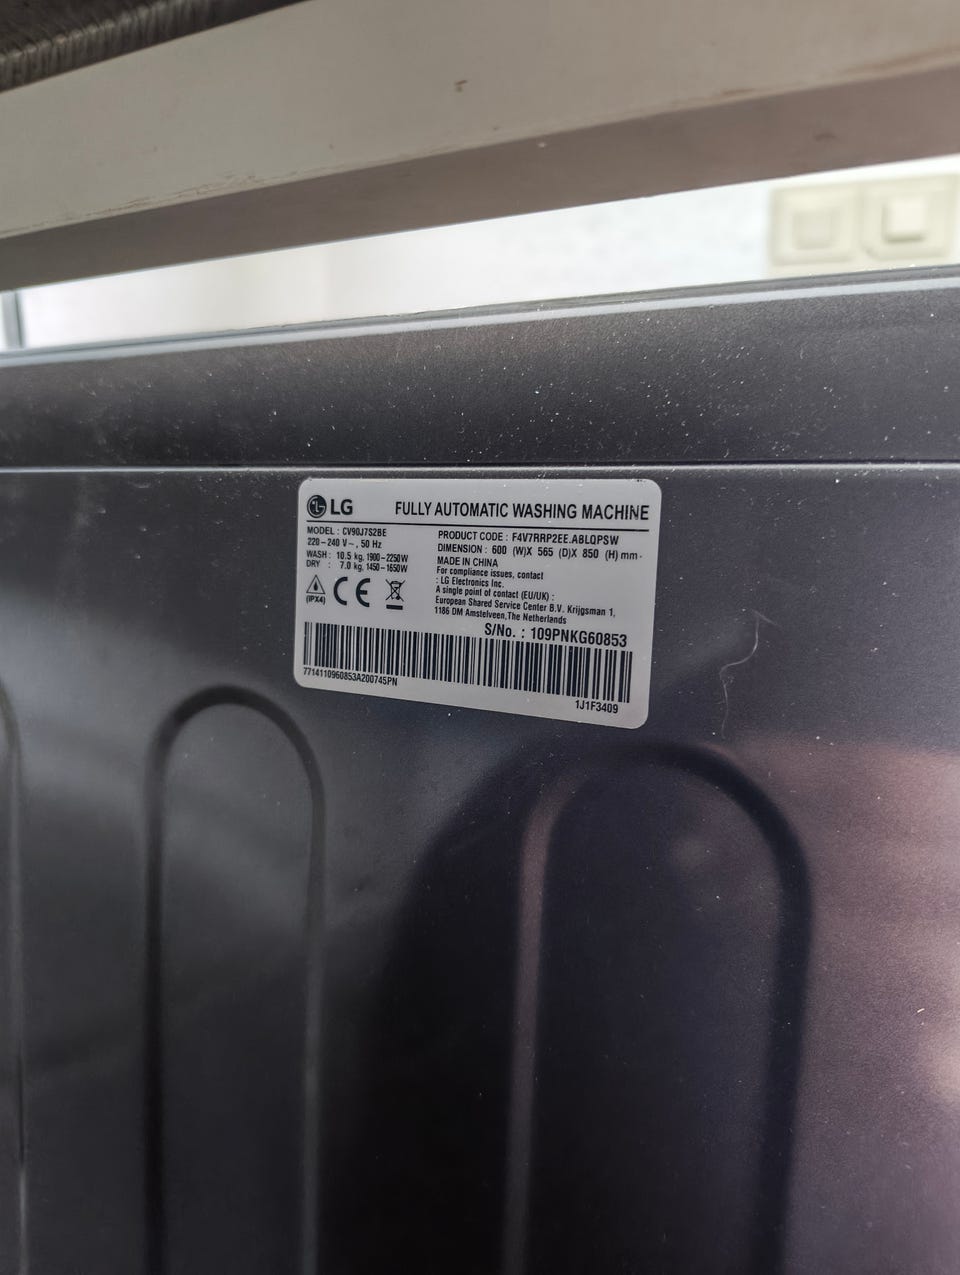 LG FULLY AUTOMATIC WASHING MACHINE
MODEL : CV90J7S2BE
220-240 V~, 50 Hz
WASH : 10.5 kg, 1900-2250W
DRY : 7.0 kg, 1450-1650W
(IPX4) CE
PRODUCT CODE : F4V7RRP2EE.ABLQPSW
DIMENSION : 600 (W)X 565 (D)X 850 (H) mm
MADE IN CHINA
For compliance issues, contact
: LG Electronics Inc.
A single point of contact (EU/UK) :
European Shared Service Center B.V. Krijgsman 1,
1186 DM Amstelveen, The Netherlands
S/No. : 109PNKG60853
7714110960853A200745PN
1J1F3409